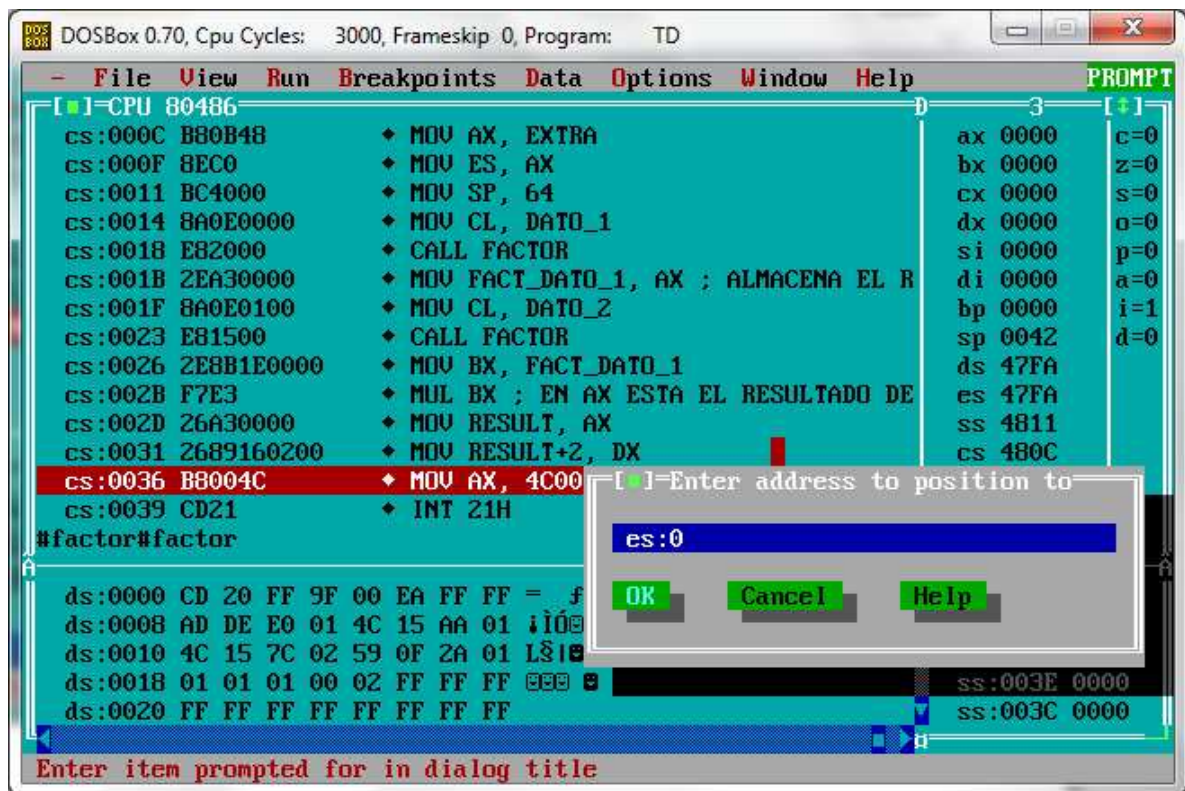 DOSBox 0.70, Cpu Cycles: 3000, Frameskip 0, Program: TD
File View Run Breakpoints Data Options Window Help PROMPT
CPU 80486 3
cs:000C B80B48 MOV AX, EXTRA ax 0000 c=0
cs:000F 8EC0 MOV ES, AX bx 0000 z=0
cs:0011 BC4000 MOV SP, 64 cx 0000 s=0
cs:0014 8A0E0000 MOV CL, DATO_1 dx 0000 o=0
cs:0018 E82000 CALL FACTOR si 0000 p=0
cs:001B 2EA30000 MOV FACT_DATO_1, AX ; ALMACENA EL R di 0000 a=0
cs:001F 8A0E0100 MOV CL, DATO_2 bp 0000 i=1
cs:0023 E81500 CALL FACTOR sp 0042 d=0
cs:0026 2E8B1E0000 MOV BX, FACT_DATO_1 ds 47FA
cs:002B F7E3 MUL BX ; EN AX ESTA EL RESULTADO DE es 47FA
cs:002D 26A30000 MOV RESULT, AX ss 4811
cs:0031 2689160200 MOV RESULT+2, DX cs 480C
cs:0036 B8004C MOV AX, 4C00
cs:0039 CD21 INT 21H
#factor#factor
Enter address to position to
es:0
OK Cancel Help
ds:0000 CD 20 FF 9F 00 EA FF FF = ƒ
ds:0008 AD DE E0 01 4C 15 AA 01
ds:0010 4C 15 7C 02 59 0F 2A 01
ds:0018 01 01 01 00 02 FF FF FF ss:003E 0000
ds:0020 FF FF FF FF FF FF FF FF ss:003C 0000
Enter item prompted for in dialog title